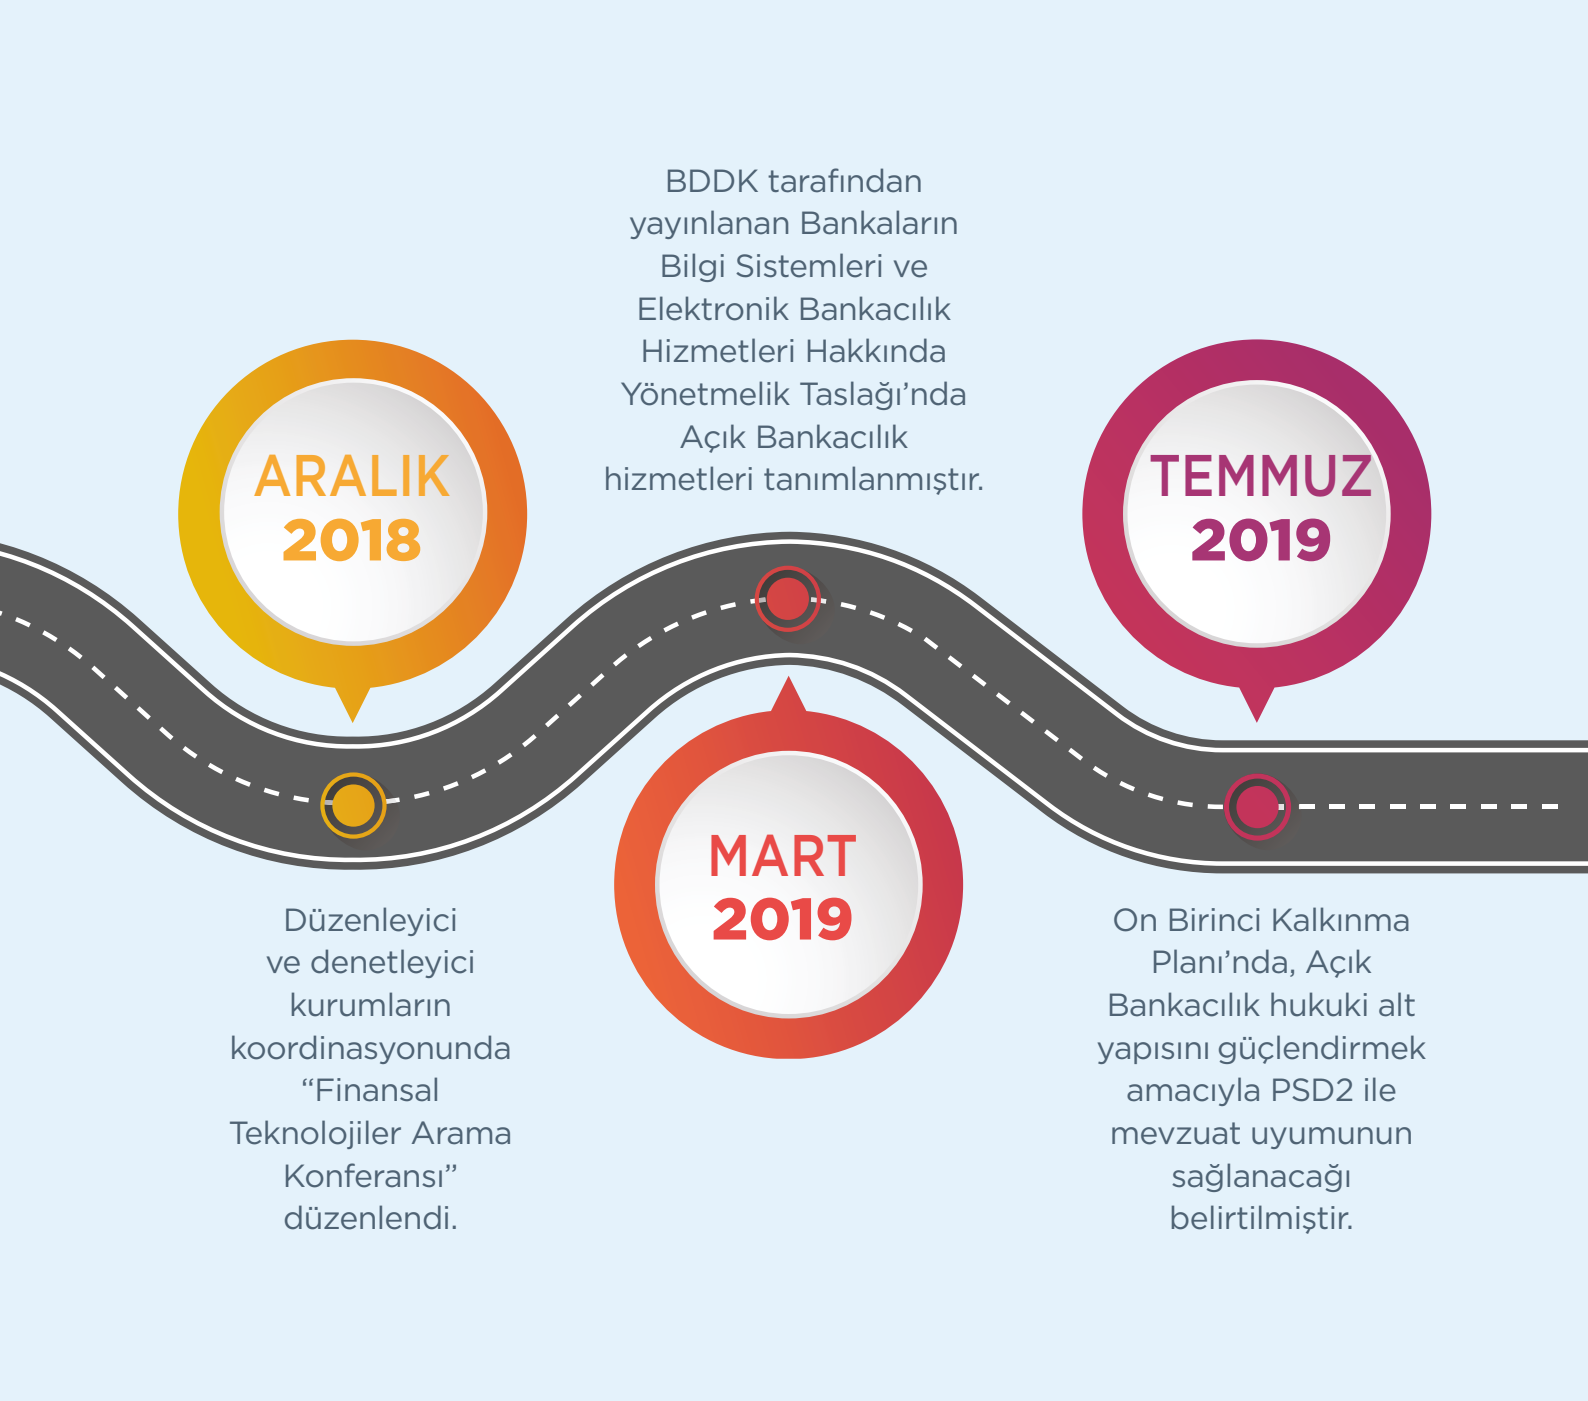 ARALIK
2018
Düzenleyici
ve denetleyici
kurumların
koordinasyonunda
“Finansal
Teknolojiler Arama
Konferansı”
düzenlendi.
BDDK tarafından
yayınlanan Bankaların
Bilgi Sistemleri ve
Elektronik Bankacılık
Hizmetleri Hakkında
Yönetmelik Taslağı’nda
Açık Bankacılık
hizmetleri tanımlanmıştır.
MART
2019
TEMMUZ
2019
On Birinci Kalkınma
Planı’nda, Açık
Bankacılık hukuki alt
yapısını güçlendirmek
amacıyla PSD2 ile
mevzuat uyumunun
sağlanacağı
belirtilmiştir.